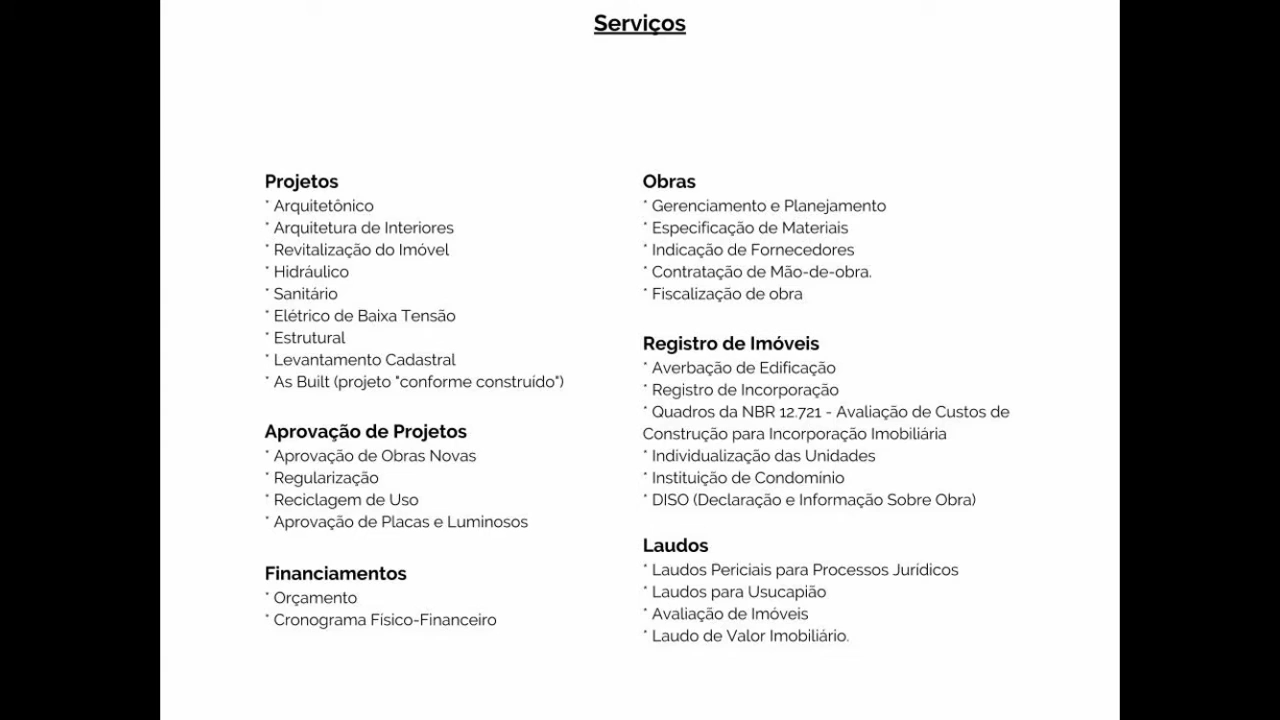 Serviços
Projetos
* Arquitetônico
* Arquitetura de Interiores
* Revitalização do Imóvel
* Hidráulico
* Sanitário
* Elétrico de Baixa Tensão
* Estrutural
* Levantamento Cadastral
* As Built (projeto "conforme construído")
Aprovação de Projetos
* Aprovação de Obras Novas
* Regularização
* Reciclagem de Uso
* Aprovação de Placas e Luminosos
Financiamentos
* Orçamento
* Cronograma Físico-Financeiro
Obras
* Gerenciamento e Planejamento
* Especificação de Materiais
* Indicação de Fornecedores
* Contratação de Mão-de-obra.
* Fiscalização de obra
Registro de Imóveis
* Averbação de Edificação
* Registro de Incorporação
* Quadros da NBR 12.721 - Avaliação de Custos de
Construção para Incorporação Imobiliária
* Individualização das Unidades
* Instituição de Condomínio
* DISO (Declaração e Informação Sobre Obra)
Laudos
* Laudos Periciais para Processos Jurídicos
* Laudos para Usucapião
* Avaliação de Imóveis
* Laudo de Valor Imobiliário.